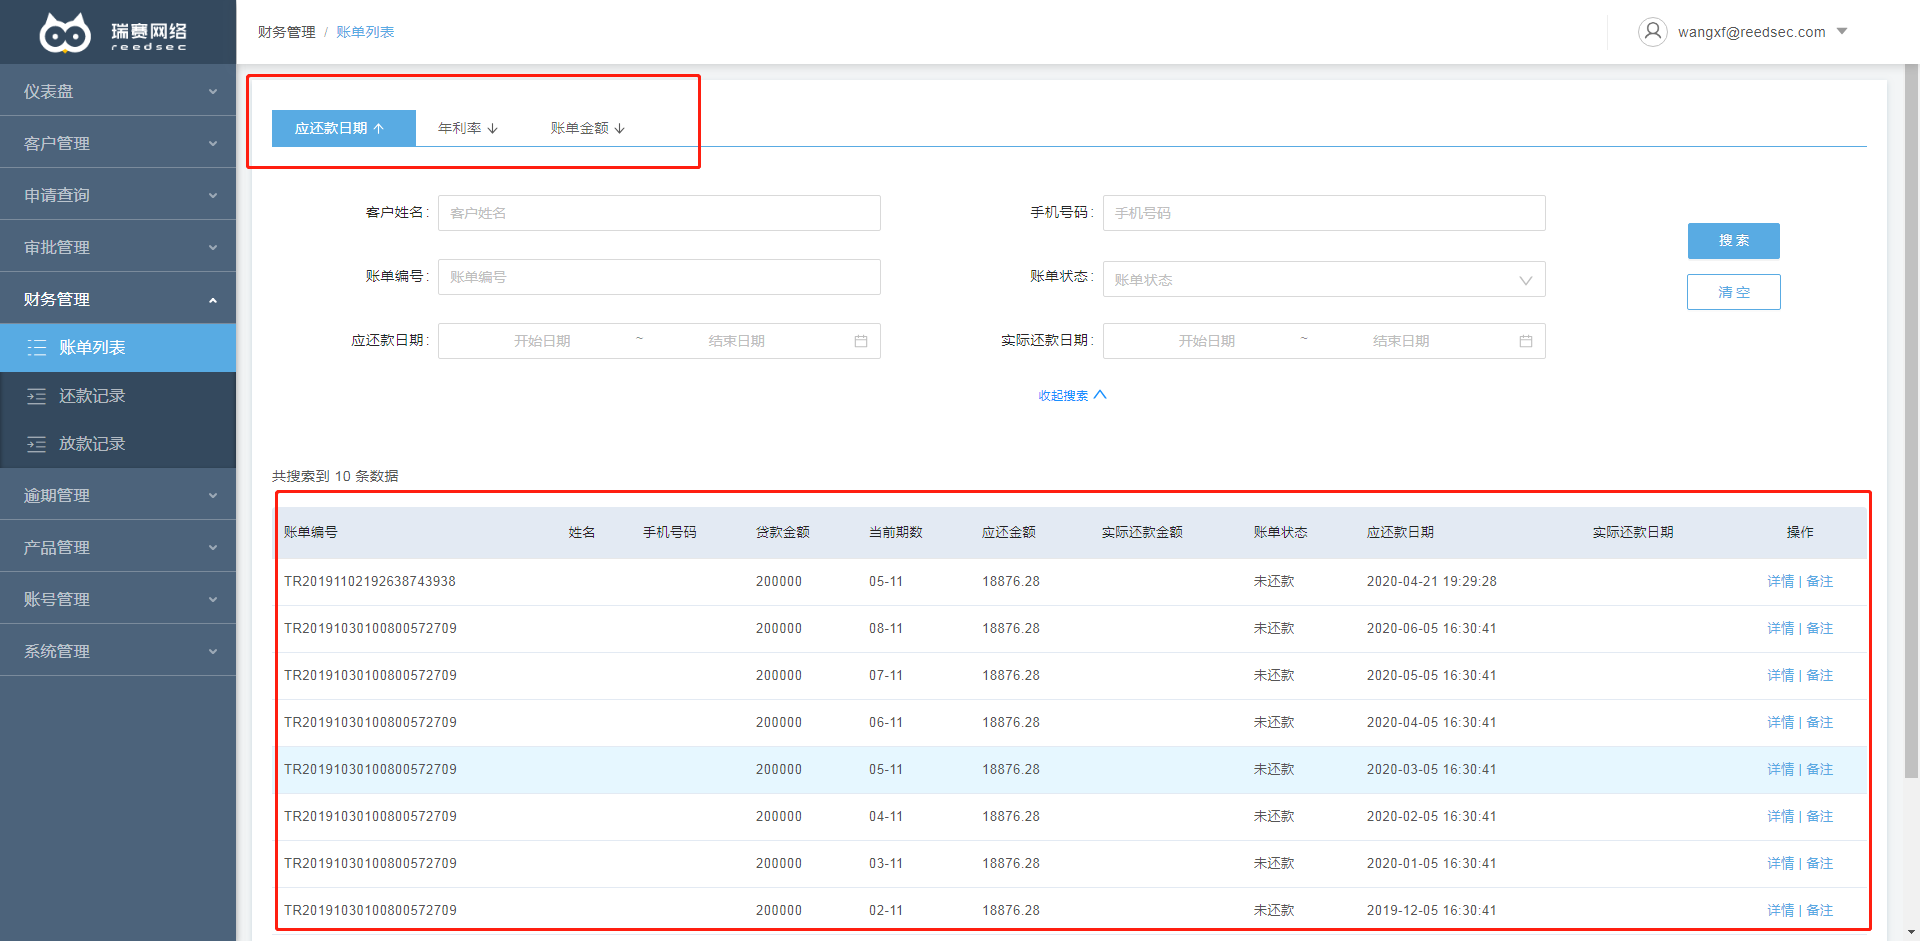 瑞赛网络
reedsec
财务管理 / 账单列表
wangxf@reedsec.com
仪表盘
客户管理
申请查询
审批管理
财务管理
账单列表
还款记录
放款记录
逾期管理
产品管理
账号管理
系统管理
应还款日期 ↑ 年利率 ↓ 账单金额 ↓
客户姓名: 客户姓名 手机号码: 手机号码
搜 索
账单编号: 账单编号 账单状态: 账单状态
清 空
应还款日期: 开始日期 ~ 结束日期 实际还款日期: 开始日期 ~ 结束日期
收起搜索
共搜索到 10 条数据
账单编号 姓名 手机号码 贷款金额 当前期数 应还金额 实际还款金额 账单状态 应还款日期 实际还款日期 操作
TR20191102192638743938 200000 05-11 18876.28 未还款 2020-04-21 19:29:28 详情 | 备注
TR20191030100800572709 200000 08-11 18876.28 未还款 2020-06-05 16:30:41 详情 | 备注
TR20191030100800572709 200000 07-11 18876.28 未还款 2020-05-05 16:30:41 详情 | 备注
TR20191030100800572709 200000 06-11 18876.28 未还款 2020-04-05 16:30:41 详情 | 备注
TR20191030100800572709 200000 05-11 18876.28 未还款 2020-03-05 16:30:41 详情 | 备注
TR20191030100800572709 200000 04-11 18876.28 未还款 2020-02-05 16:30:41 详情 | 备注
TR20191030100800572709 200000 03-11 18876.28 未还款 2020-01-05 16:30:41 详情 | 备注
TR20191030100800572709 200000 02-11 18876.28 未还款 2019-12-05 16:30:41 详情 | 备注